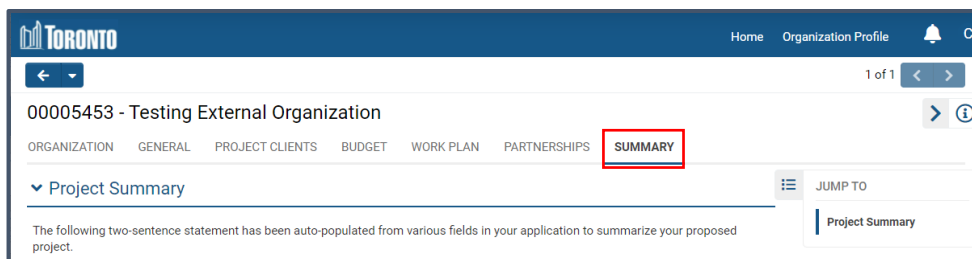 TORONTO
Home Organization Profile C
1 of 1
00005453 - Testing External Organization
ORGANIZATION GENERAL PROJECT CLIENTS BUDGET WORK PLAN PARTNERSHIPS SUMMARY
Project Summary
JUMP TO
Project Summary
The following two-sentence statement has been auto-populated from various fields in your application to summarize your proposed
project.